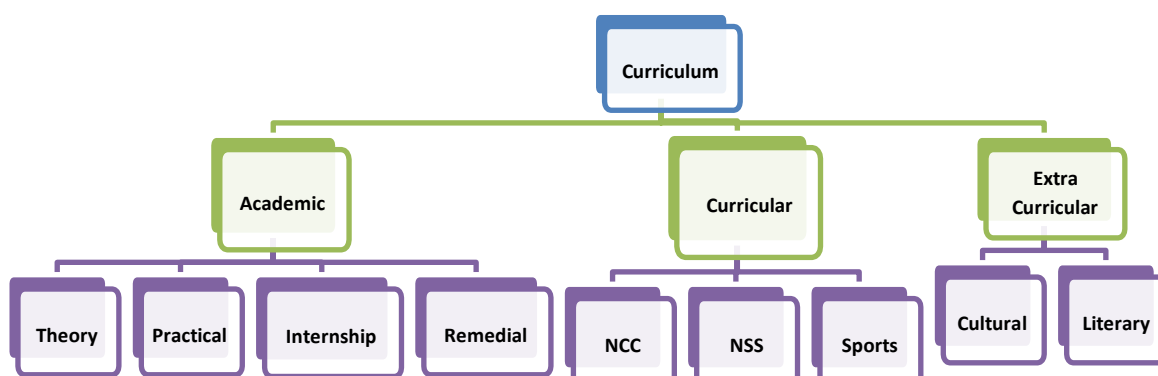 Curriculum
Academic
Curricular
Extra
Curricular
Theory
Practical
Internship
Remedial
NCC
NSS
Sports
Cultural
Literary